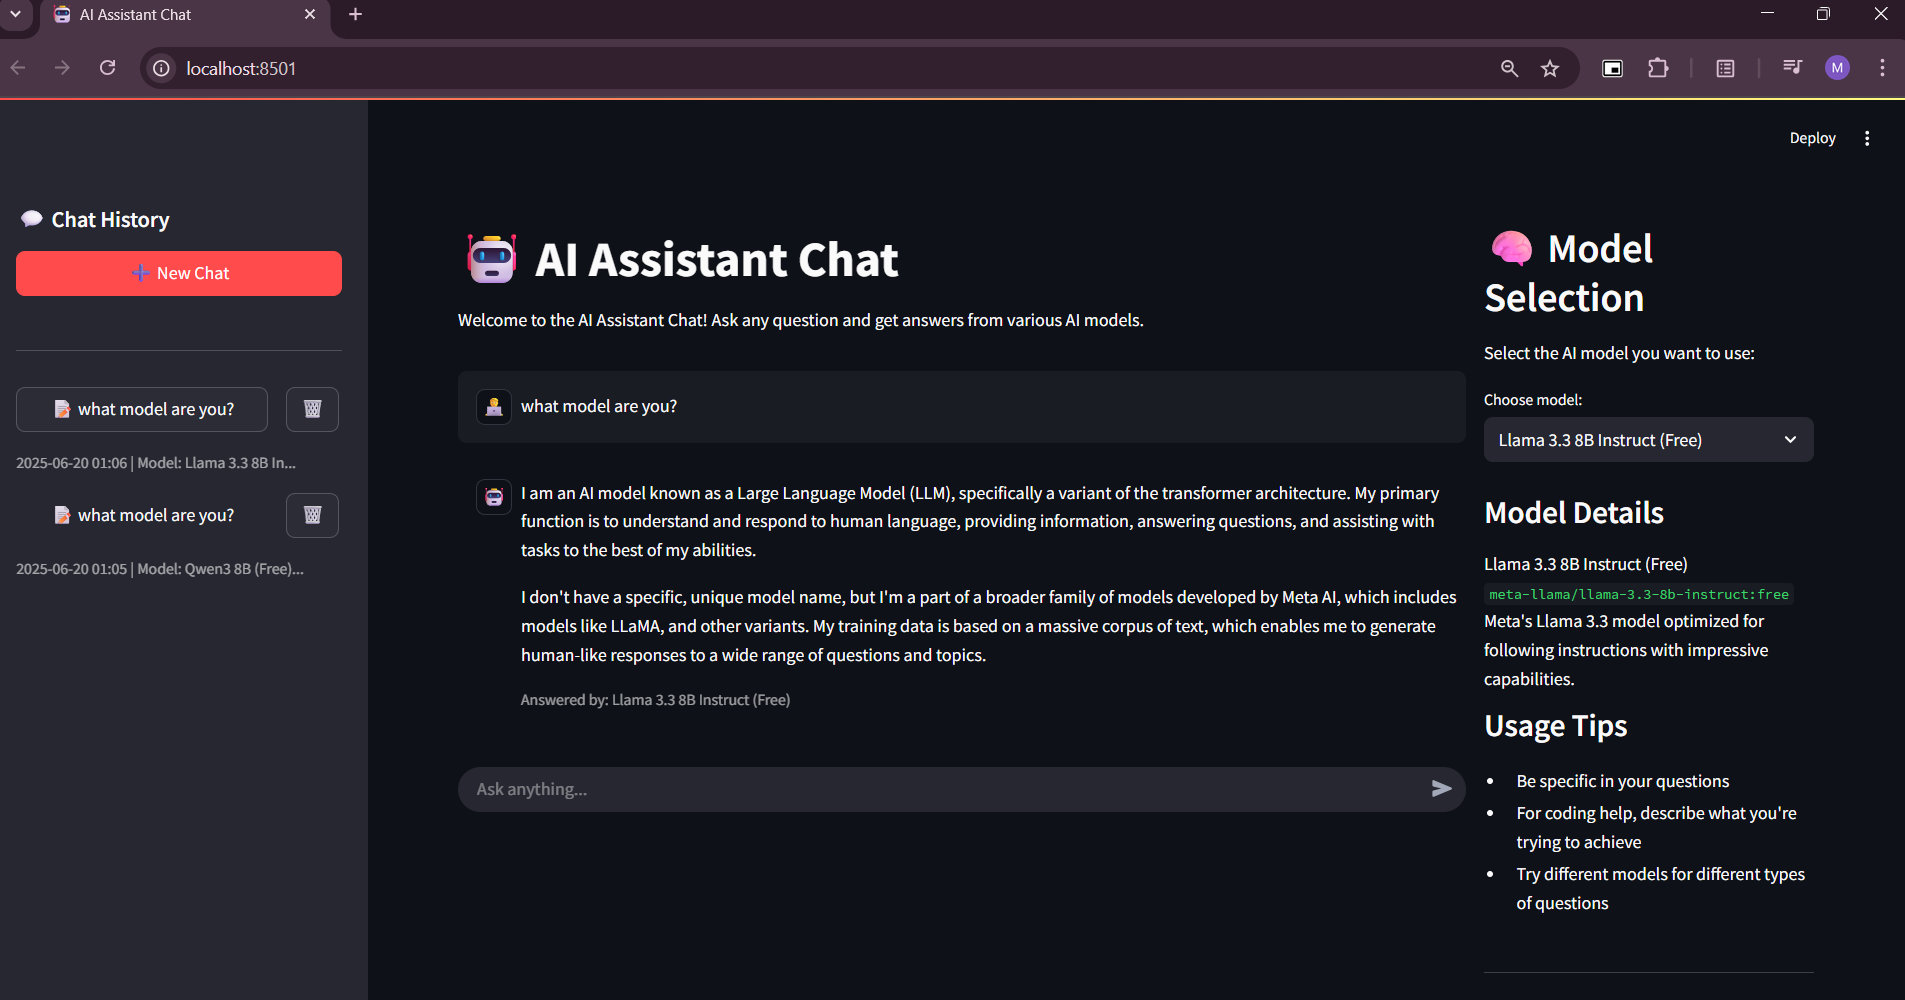 AI Assistant Chat
localhost:8501
M
Deploy
Chat History
New Chat
what model are you?
2025-06-20 01:06 | Model: Llama 3.3 8B In...
what model are you?
2025-06-20 01:05 | Model: Qwen3 8B (Free)...
AI Assistant Chat
Welcome to the AI Assistant Chat! Ask any question and get answers from various AI models.
what model are you?
I am an AI model known as a Large Language Model (LLM), specifically a variant of the transformer architecture. My primary
function is to understand and respond to human language, providing information, answering questions, and assisting with
tasks to the best of my abilities.
I don't have a specific, unique model name, but I'm a part of a broader family of models developed by Meta AI, which includes
models like LLaMA, and other variants. My training data is based on a massive corpus of text, which enables me to generate
human-like responses to a wide range of questions and topics.
Answered by: Llama 3.3 8B Instruct (Free)
Ask anything...
Model
Selection
Select the AI model you want to use:
Choose model:
Llama 3.3 8B Instruct (Free)
Model Details
Llama 3.3 8B Instruct (Free)
meta-llama/llama-3.3-8b-instruct:free
Meta's Llama 3.3 model optimized for
following instructions with impressive
capabilities.
Usage Tips
• Be specific in your questions
• For coding help, describe what you're
trying to achieve
• Try different models for different types
of questions